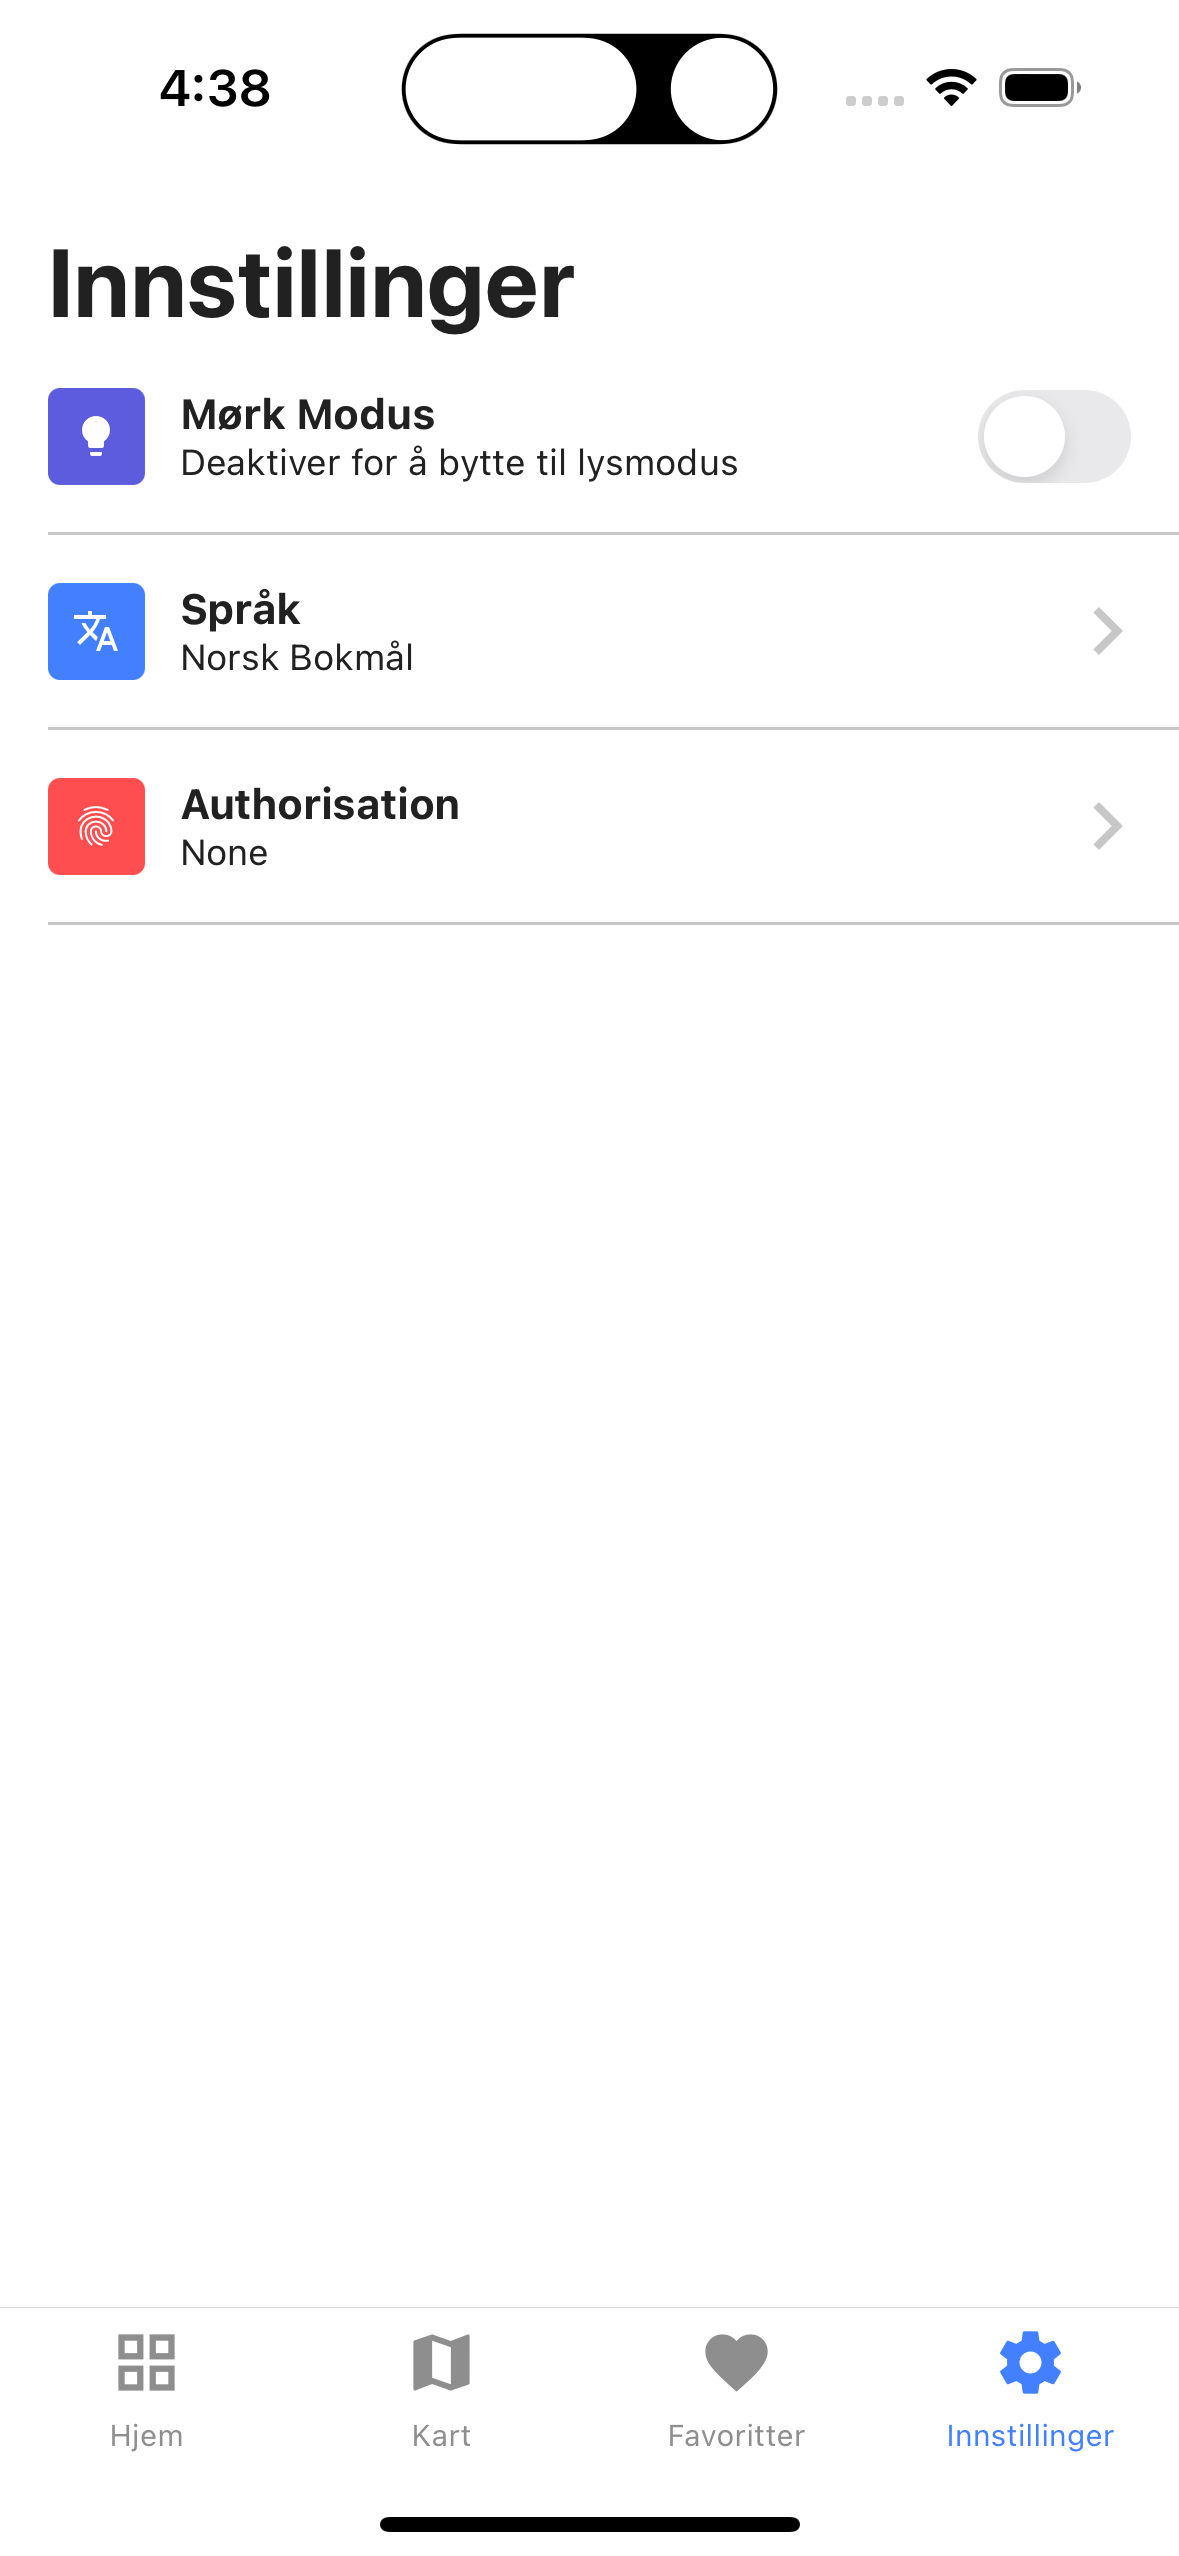 4:38
Innstillinger
Mørk Modus
Deaktiver for å bytte til lysmodus
Språk
Norsk Bokmål
Authorisation
None
Hjem
Kart
Favoritter
Innstillinger